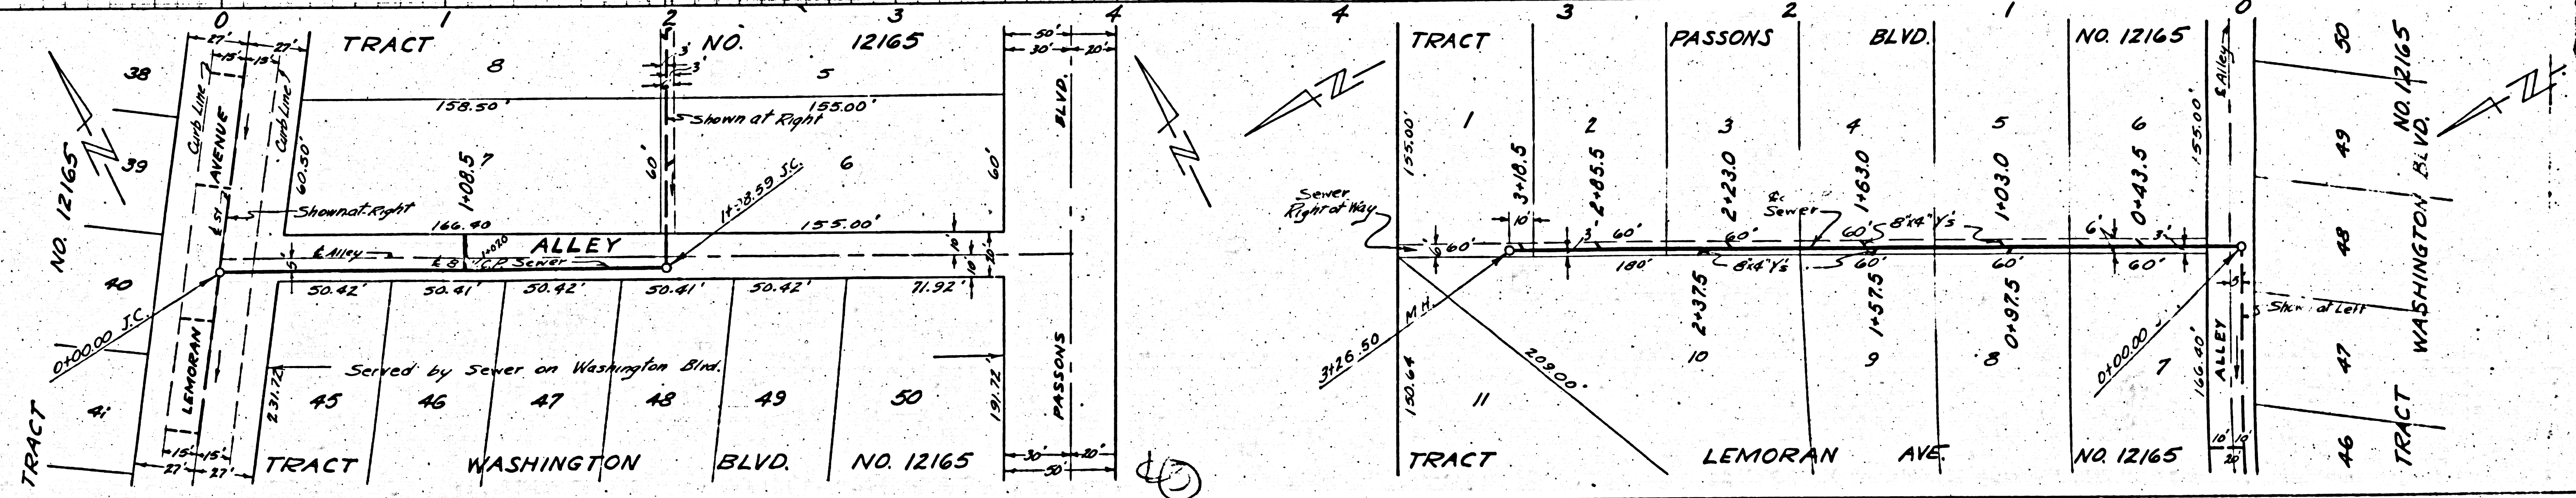 0 1 2 3 4
4 3 2 1 0
27' 27'
15' 15'
TRACT NO. 12165
50'
30' 20'
38
8
5
3'
3'
Curb Line
AVENUE
Curb Line
158.50'
155.00'
Shown at Right
BLVD.
NO. 12165
39
60.50'
1+08.5
7
60'
6
60'
Shown at Right
166.40
155.00'
ALLEY
1+020
10'
20'
10'
℄ Alley
5'
40
50.42' 50.41' 50.42' 50.41' 50.42' 71.92'
0+00.00 J.C.
LEMORAN
Served by Sewer on Washington Blvd.
41
231.72'
45 46 47 48 49 50
191.72'
PASSONS
TRACT
15' 15'
27' 27'
TRACT WASHINGTON BLVD. NO. 12165
30' 20'
50'
TRACT PASSONS BLVD. NO. 12165
℄ Alley
155.00'
1 2 3 4 5 6
155.00'
3+18.5
2+85.5
2+23.0
1+63.0
1+03.0
0+43.5
Sewer
Right of Way
Sewer
8"x4" Y's
10'
3'
60' 60' 60'
6'
3'
6'
60'
180'
8"x4" Y's
60' 60' 60'
2+37.5
1+57.5
0+97.5
5'
M.H.
3+26.50
0+00.00
209.00'
150.64
11
10 9 8 7
166.40'
ALLEY
10' 10'
20'
TRACT LEMORAN AVE. NO. 12165
50
49
48
47
46
NO. 12165
WASHINGTON BLVD.
TRACT